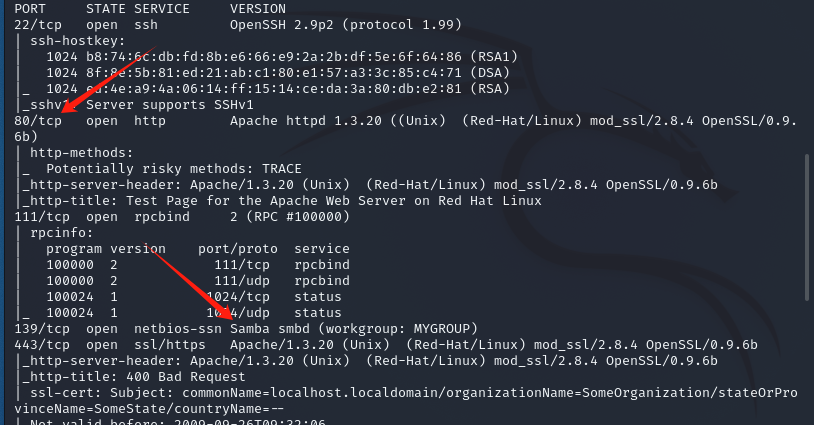 PORT STATE SERVICE VERSION
22/tcp open ssh OpenSSH 2.9p2 (protocol 1.99)
| ssh-hostkey:
| 1024 b8:74:6c:db:fd:8b:e6:66:e9:2a:2b:df:5e:6f:64:86 (RSA1)
| 1024 8f:8e:5b:81:ed:21:ab:c1:80:e1:57:a3:3c:85:c4:71 (DSA)
|_ 1024 ed:4e:a9:4a:06:14:ff:15:14:ce:da:3a:80:db:e2:81 (RSA)
|_sshv1: Server supports SSHv1
80/tcp open http Apache httpd 1.3.20 ((Unix) (Red-Hat/Linux) mod_ssl/2.8.4 OpenSSL/0.9.
6b)
| http-methods:
|_ Potentially risky methods: TRACE
|_http-server-header: Apache/1.3.20 (Unix) (Red-Hat/Linux) mod_ssl/2.8.4 OpenSSL/0.9.6b
|_http-title: Test Page for the Apache Web Server on Red Hat Linux
111/tcp open rpcbind 2 (RPC #100000)
| rpcinfo:
| program version port/proto service
| 100000 2 111/tcp rpcbind
| 100000 2 111/udp rpcbind
| 100024 1 1024/tcp status
|_ 100024 1 1024/udp status
139/tcp open netbios-ssn Samba smbd (workgroup: MYGROUP)
443/tcp open ssl/https Apache/1.3.20 (Unix) (Red-Hat/Linux) mod_ssl/2.8.4 OpenSSL/0.9.6b
|_http-server-header: Apache/1.3.20 (Unix) (Red-Hat/Linux) mod_ssl/2.8.4 OpenSSL/0.9.6b
|_http-title: 400 Bad Request
| ssl-cert: Subject: commonName=localhost.localdomain/organizationName=SomeOrganization/stateOrPro
vinceName=SomeState/countryName=--
| Not valid before: 2009-09-26T09:32:06